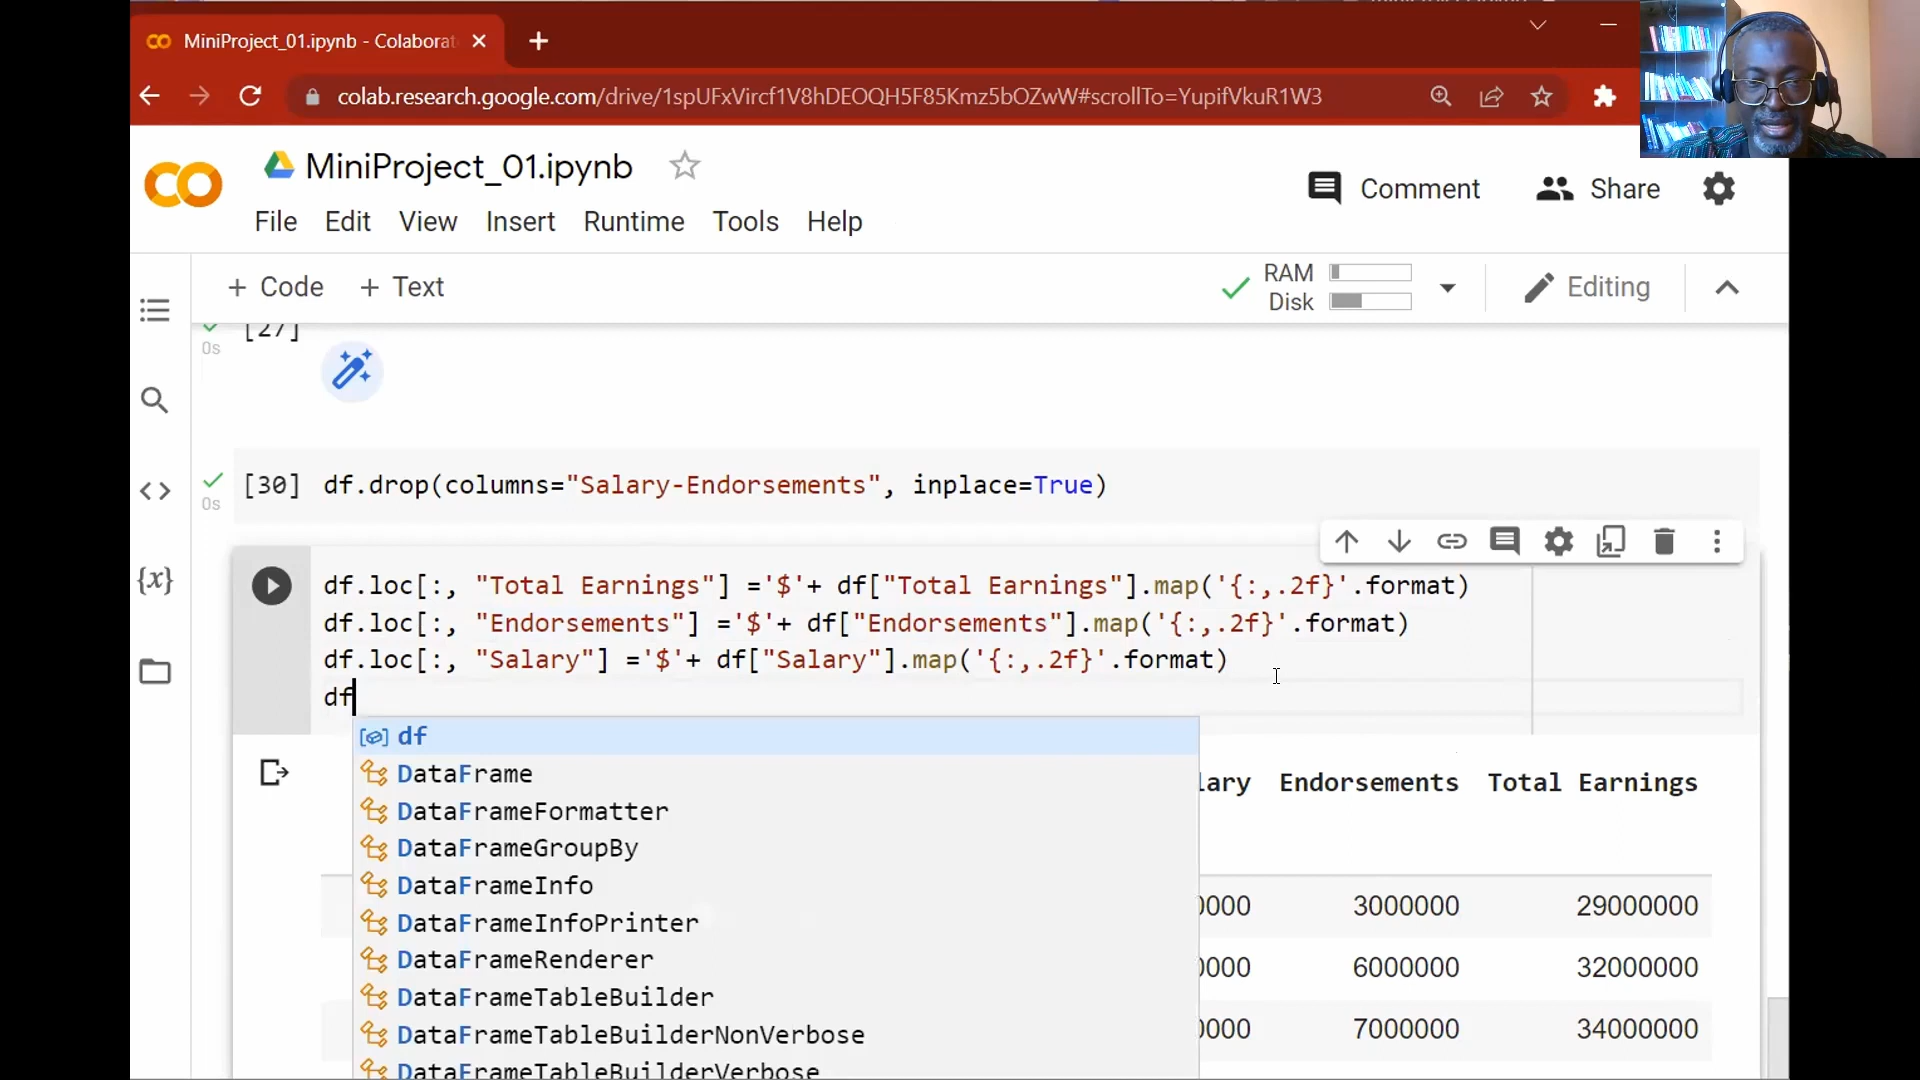 MiniProject_01.ipynb - Colaborat
colab.research.google.com/drive/1spUFxVircf1V8hDEOQH5F85Kmz5bOZwW#scrollTo=YupifVkuR1W3
MiniProject_01.ipynb
Comment
Share
File Edit View Insert Runtime Tools Help
+ Code + Text
RAM
Disk
Editing
[27]
0s
[30] df.drop(columns="Salary-Endorsements", inplace=True)
0s
df.loc[:, "Total Earnings"] ='$'+ df["Total Earnings"].map('{:,.2f}'.format)
df.loc[:, "Endorsements"] ='$'+ df["Endorsements"].map('{:,.2f}'.format)
df.loc[:, "Salary"] ='$'+ df["Salary"].map('{:,.2f}'.format)
df
df
DataFrame
DataFrameFormatter
DataFrameGroupBy
DataFrameInfo
DataFrameInfoPrinter
DataFrameRenderer
DataFrameTableBuilder
DataFrameTableBuilderNonVerbose
DataFrameTableBuilderVerbose
lary Endorsements Total Earnings
0000 3000000 29000000
0000 6000000 32000000
0000 7000000 34000000